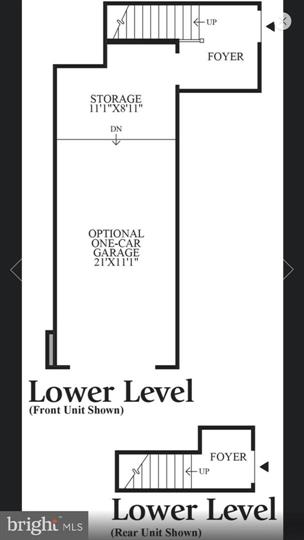 UP
FOYER
STORAGE
11'1"X8'11"
DN
OPTIONAL
ONE-CAR
GARAGE
21'X11'1"
Lower Level
(Front Unit Shown)
FOYER
UP
Lower Level
(Rear Unit Shown)
bright MLS